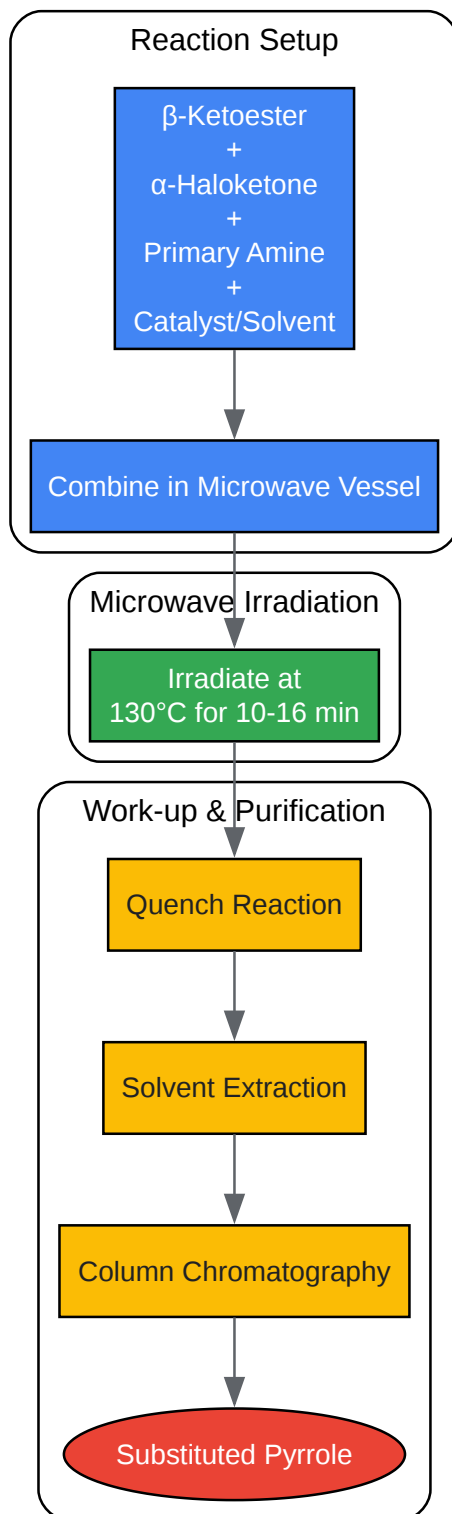 Reaction Setup
β-Ketoester
+
α-Haloketone
+
Primary Amine
+
Catalyst/Solvent
Combine in Microwave Vessel
Microwave Irradiation
Irradiate at
130°C for 10-16 min
Work-up & Purification
Quench Reaction
Solvent Extraction
Column Chromatography
Substituted Pyrrole